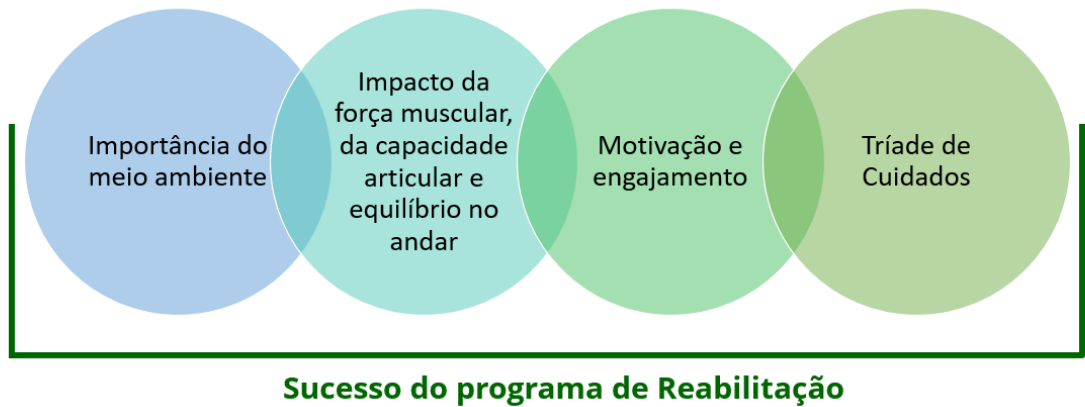 Importância do
meio ambiente
Impacto da
força muscular,
da capacidade
articular e
equilíbrio no
andar
Motivação e
engajamento
Tríade de
Cuidados
Sucesso do programa de Reabilitação